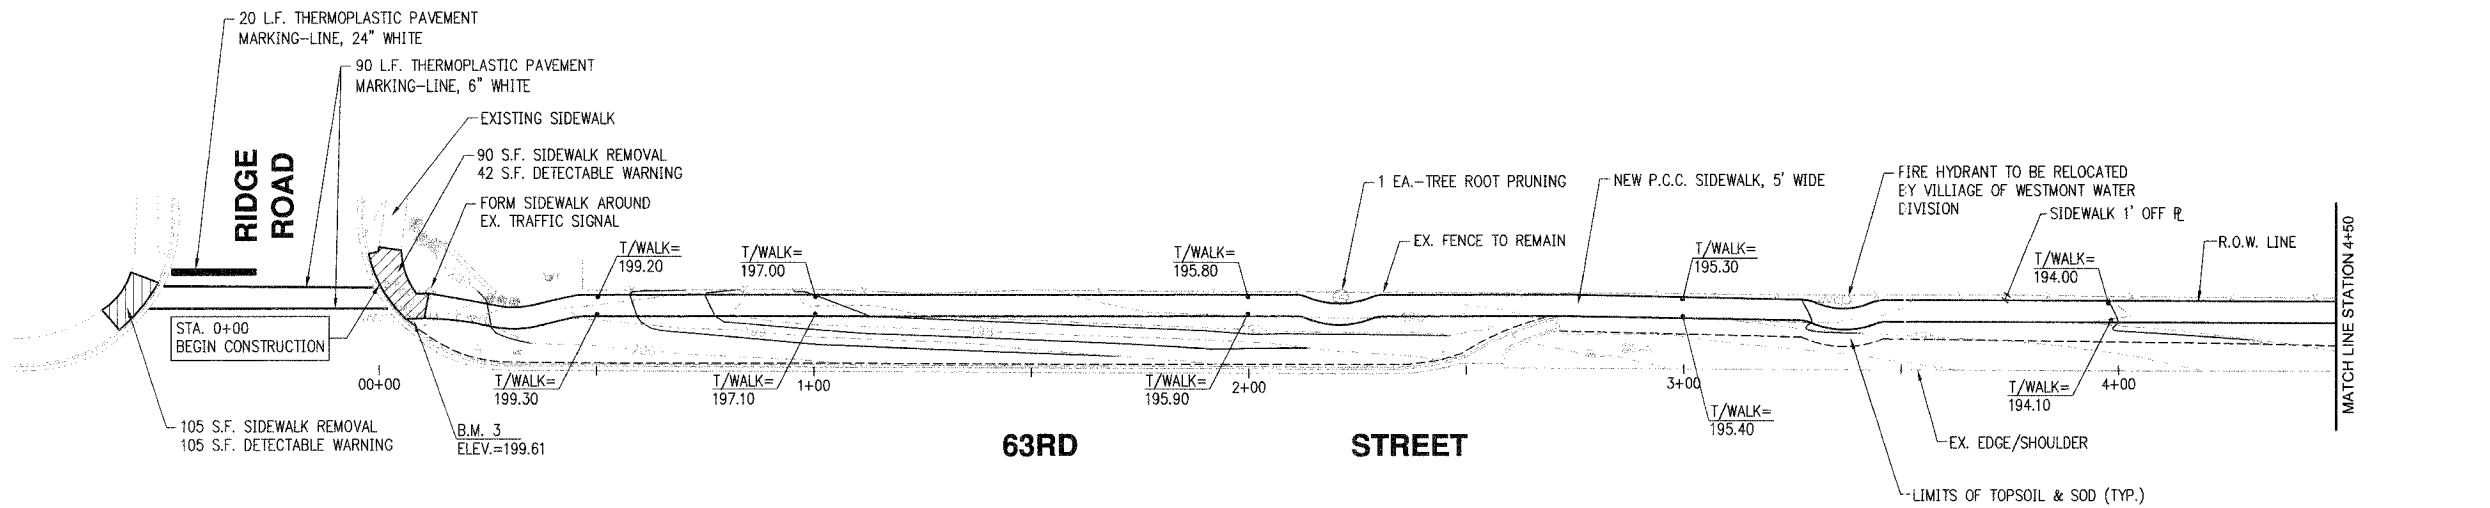 20 L.F. THERMOPLASTIC PAVEMENT
MARKING-LINE, 24" WHITE
90 L.F. THERMOPLASTIC PAVEMENT
MARKING-LINE, 6" WHITE
RIDGE
ROAD
EXISTING SIDEWALK
90 S.F. SIDEWALK REMOVAL
42 S.F. DETECTABLE WARNING
FORM SIDEWALK AROUND
EX. TRAFFIC SIGNAL
T/WALK=
199.20
T/WALK=
197.00
T/WALK=
195.80
1 EA.-TREE ROOT PRUNING
EX. FENCE TO REMAIN
NEW P.C.C. SIDEWALK, 5' WIDE
T/WALK=
195.30
FIRE HYDRANT TO BE RELOCATED
BY VILLIAGE OF WESTMONT WATER
DIVISION
SIDEWALK 1' OFF ℄
T/WALK=
194.00
R.O.W. LINE
MATCH LINE STATION 4+50
STA. 0+00
BEGIN CONSTRUCTION
00+00
1+00
2+00
3+00
4+00
T/WALK=
199.30
T/WALK=
197.10
T/WALK=
195.90
T/WALK=
195.40
T/WALK=
194.10
105 S.F. SIDEWALK REMOVAL
105 S.F. DETECTABLE WARNING
B.M. 3
ELEV.=199.61
63RD STREET
EX. EDGE/SHOULDER
LIMITS OF TOPSOIL & SOD (TYP.)